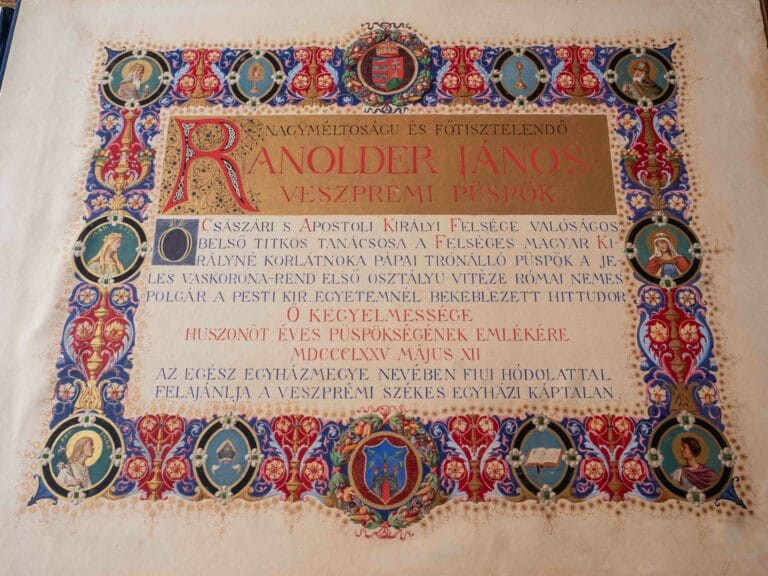 NAGYMÉLTOSÁGU ÉS FŐTISZTELENDŐ
RANOLDER JÁNOS
VESZPRÉMI PÜSPÖK
Ő CSÁSZÁRI S APOSTOLI KIRÁLYI FELSÉGE VALÓSÁGOS
BELSŐ TITKOS TANÁCSOSA A FELSÉGES MAGYAR KI-
RÁLYNÉ KORLÁTNOKA PÁPAI TRÓNÁLLÓ PÜSPÖK A JE-
LES VASKORONA-REND ELSŐ OSZTÁLYU VITÉZE RÓMAI NEMES
POLGÁR A PESTI KIR. EGYETEMNÉL BEKEBLEZETT HITTUDOR
Ő KEGYELMESSÉGE
HUSZONÖT ÉVES PÜSPÖKSÉGÉNEK EMLÉKÉRE
MDCCCLXXV MÁJUS XII
AZ EGÉSZ EGYHÁZMEGYE NEVÉBEN FIUI HÓDOLATTAL
FELAJÁNLJA A VESZPRÉMI SZÉKES EGYHÁZI KÁPTALAN.